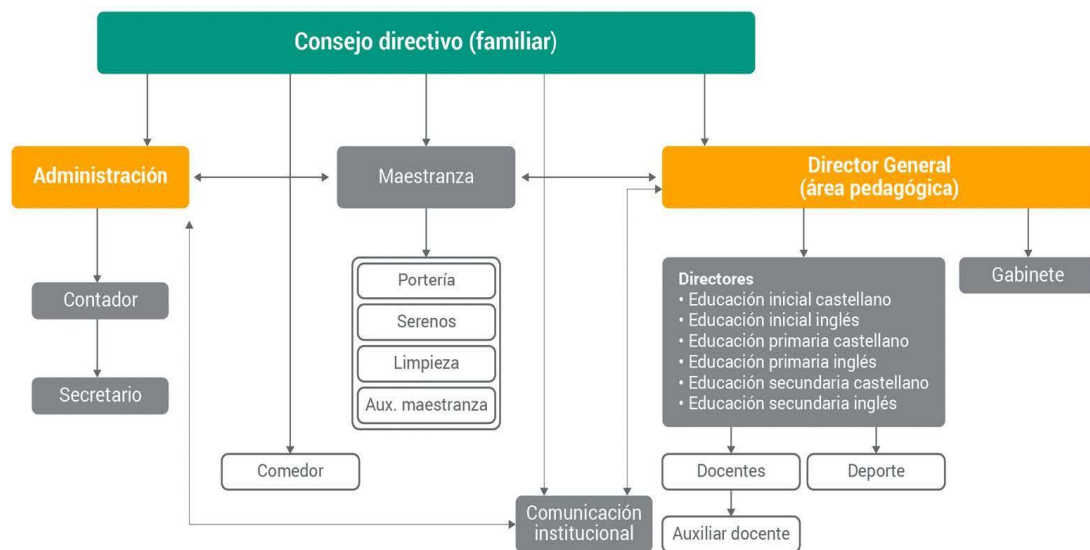 Consejo directivo (familiar)
Administración
Maestranza
Director General
(área pedagógica)
Contador
Secretario
Portería
Serenos
Limpieza
Aux. maestranza
Directores
• Educación inicial castellano
• Educación inicial inglés
• Educación primaria castellano
• Educación primaria inglés
• Educación secundaria castellano
• Educación secundaria inglés
Gabinete
Comedor
Docentes
Deporte
Comunicación
institucional
Auxiliar docente